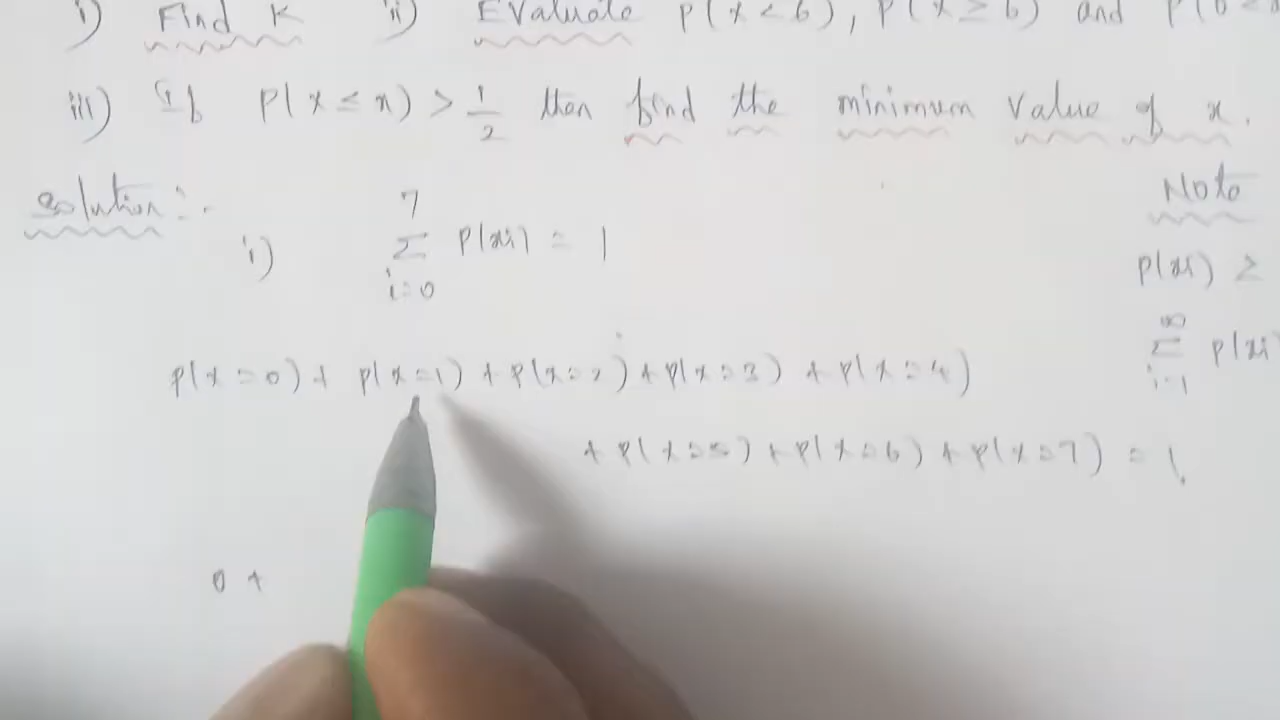 i) Find K ii) Evaluate P(x < 6), P(x ≥ 6) and P(0 <
iii) If P(x ≤ x) > 1/2 then find the minimum value of x.
Solution :-
Note
i) 7 Σ i=0 P(xi) = 1
P(xi) ≥
∞ Σ i=1 P(xi)
P(x=0) + P(x=1) + P(x=2) + P(x=3) + P(x=4)
+ P(x=5) + P(x=6) + P(x=7) = 1.
0 +